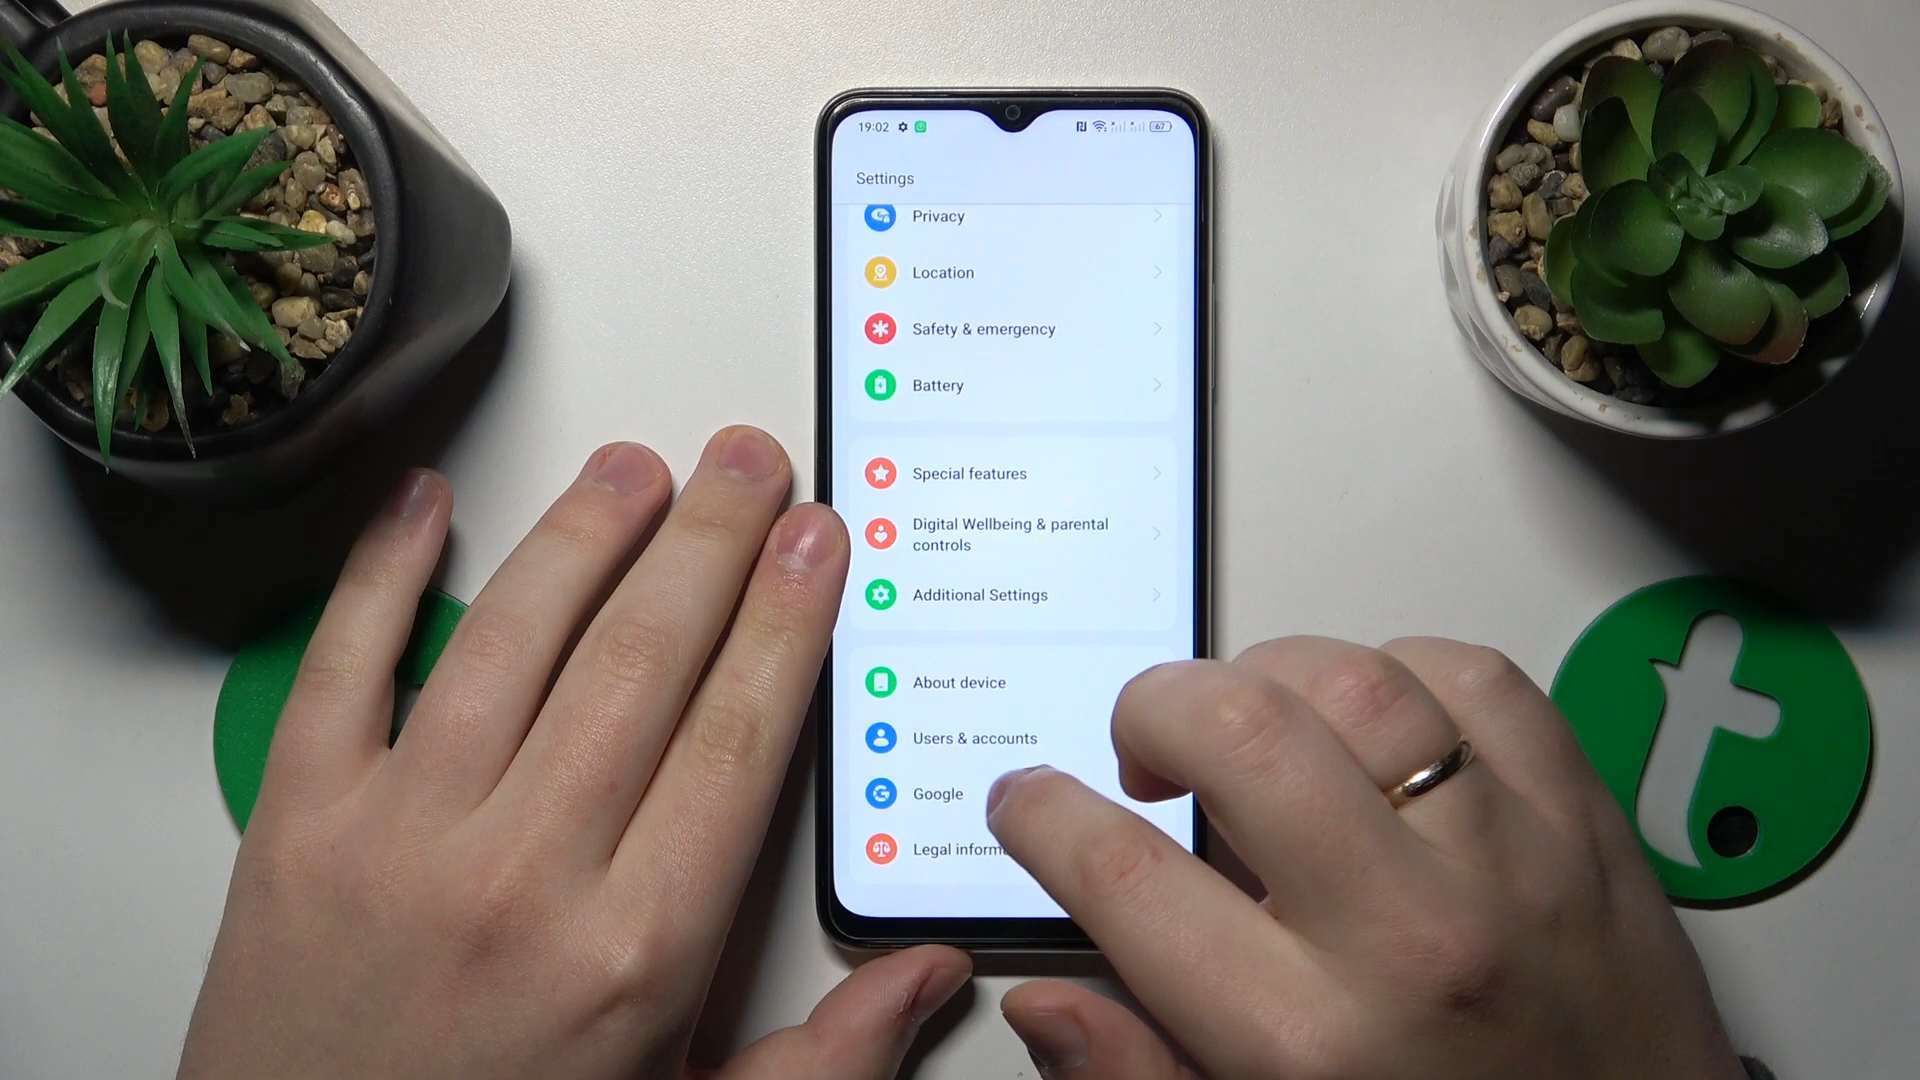 19:02
67
Settings
Privacy
Location
Safety & emergency
Battery
Special features
Digital Wellbeing & parental
controls
Additional Settings
About device
Users & accounts
Google
Legal
t